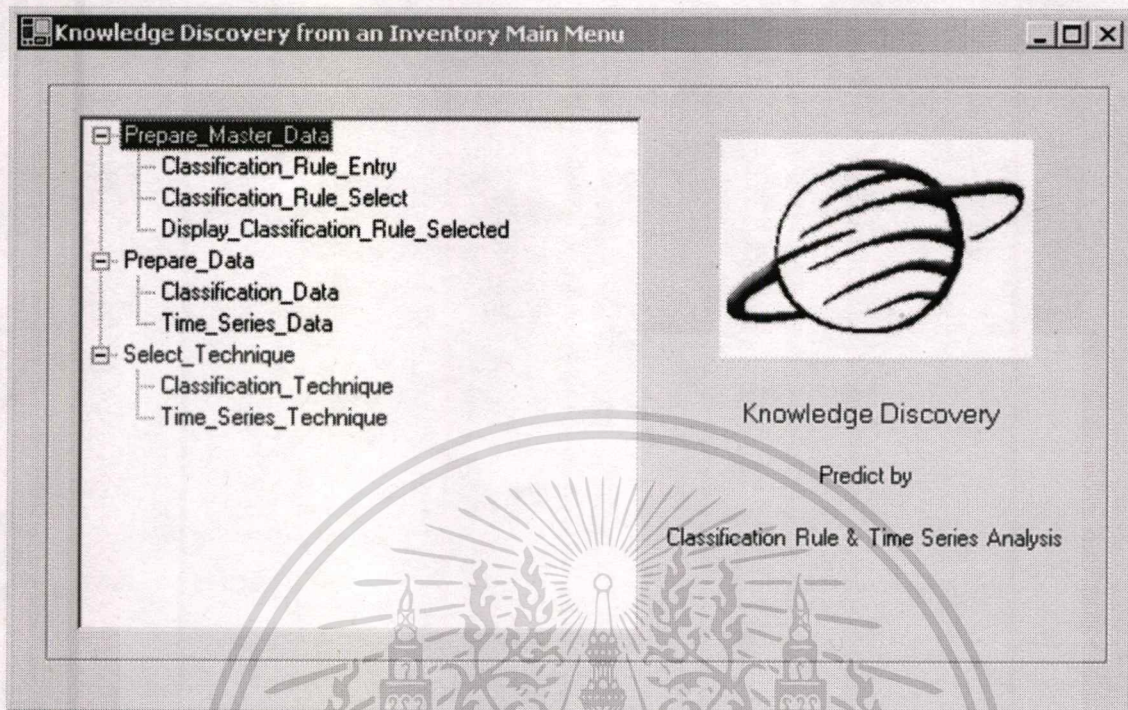 Knowledge Discovery from an Inventory Main Menu
Prepare_Master_Data
Classification_Rule_Entry
Classification_Rule_Select
Display_Classification_Rule_Selected
Prepare_Data
Classification_Data
Time_Series_Data
Select_Technique
Classification_Technique
Time_Series_Technique
Knowledge Discovery
Predict by
Classification Rule & Time Series Analysis